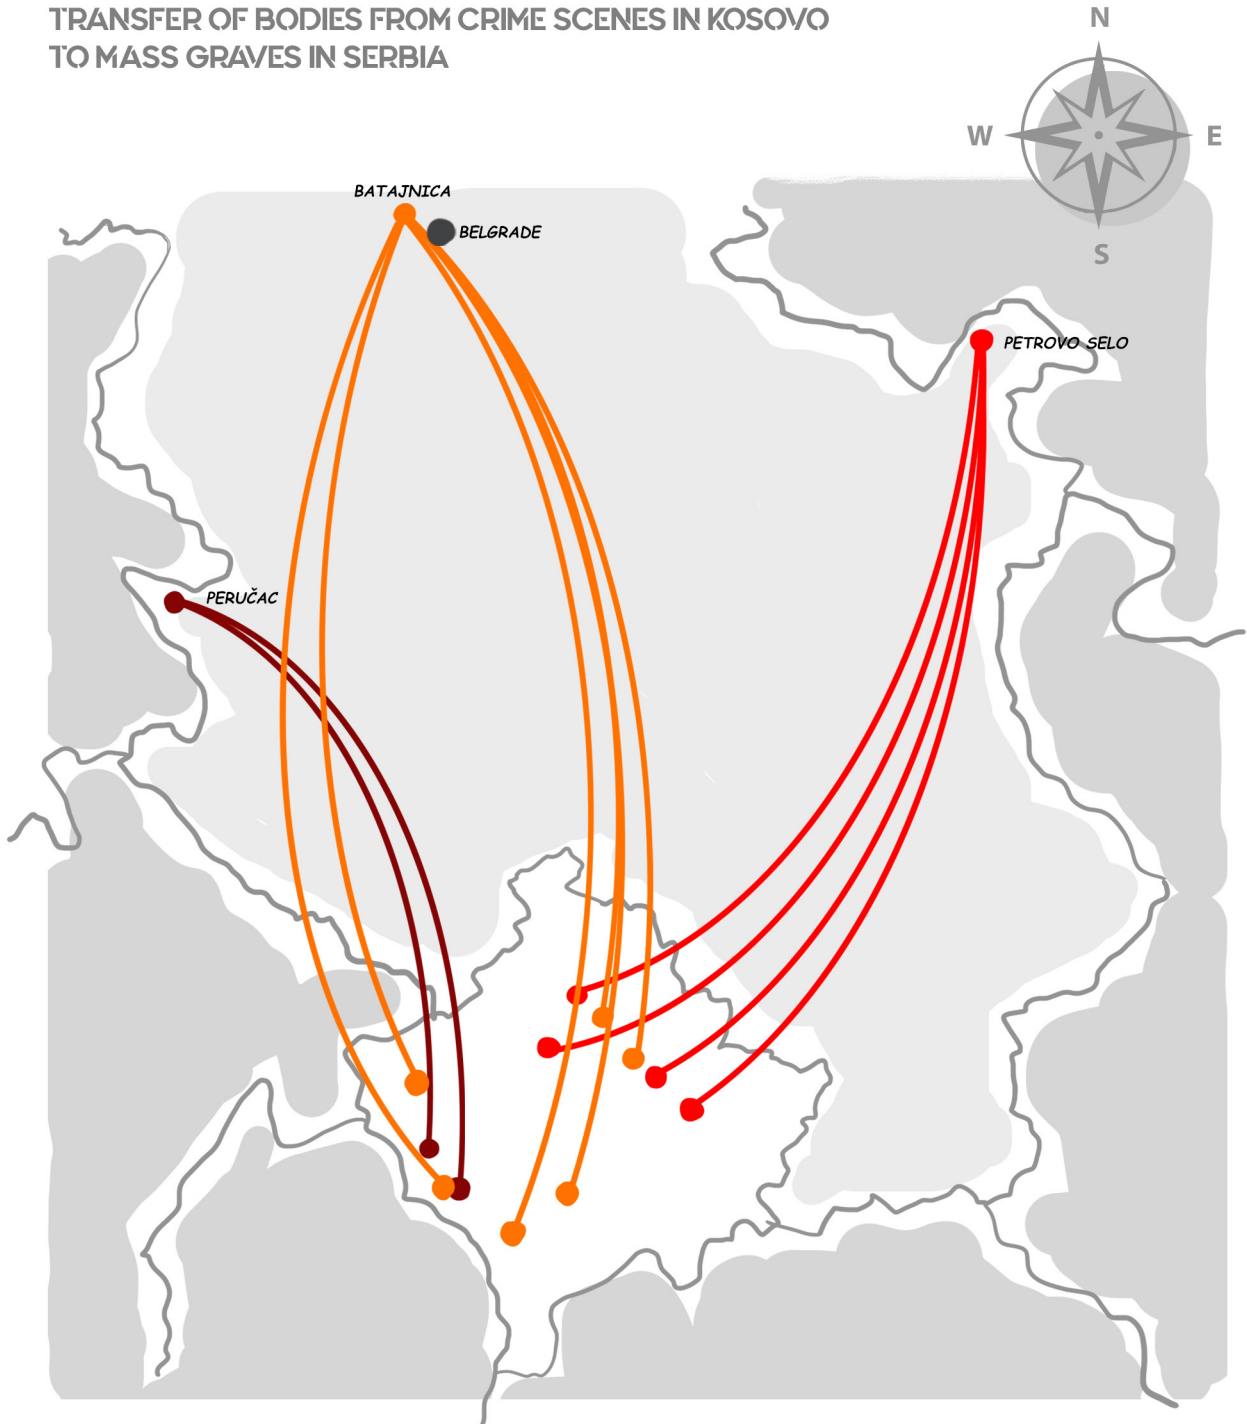 TRANSFER OF BODIES FROM CRIME SCENES IN KOSOVO
TO MASS GRAVES IN SERBIA
N
W
E
S
BATAJNICA
BELGRADE
PETROVO SELO
PERUČAC